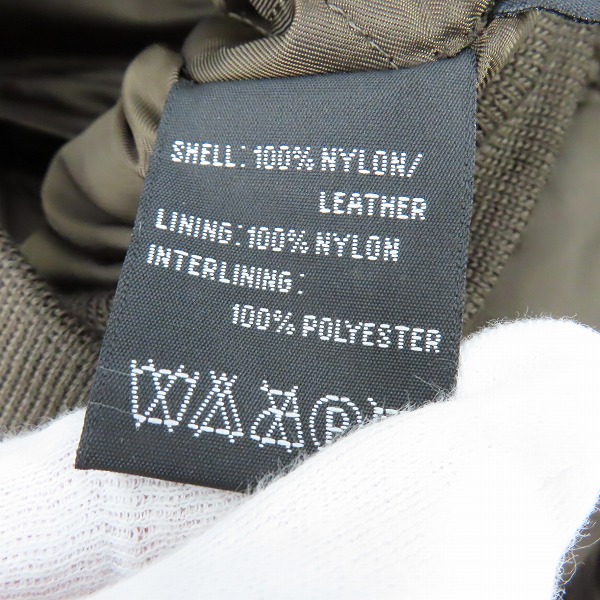 SHELL: 100% NYLON/
LEATHER
LINING: 100% NYLON
INTERLINING:
100% POLYESTER
P